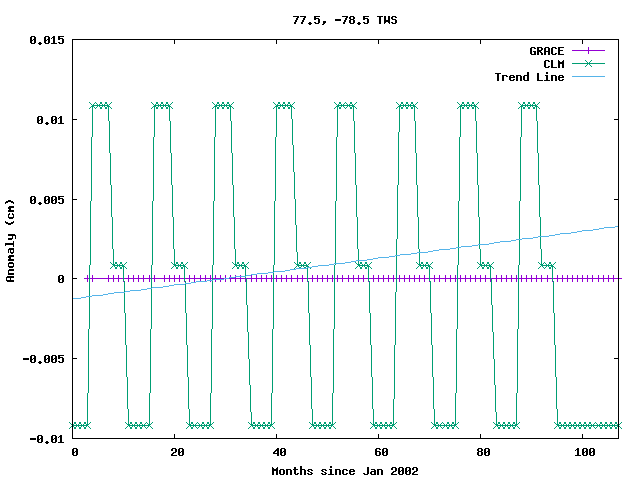 77.5, -78.5 TWS
0.015
GRACE
CLM
Trend Line
0.01
0.005
Anomaly (cm)
0
-0.005
-0.01
0 20 40 60 80 100
Months since Jan 2002